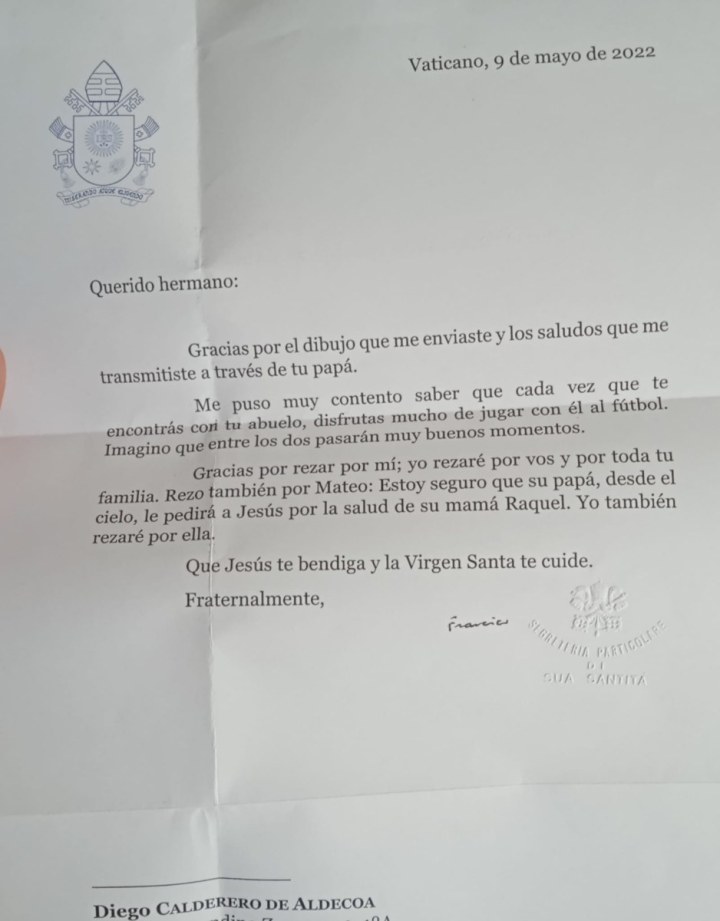 Vaticano, 9 de mayo de 2022
Querido hermano:
Gracias por el dibujo que me enviaste y los saludos que me
transmitiste a través de tu papá.
Me puso muy contento saber que cada vez que te
encontrás con tu abuelo, disfrutas mucho de jugar con él al fútbol.
Imagino que entre los dos pasarán muy buenos momentos.
Gracias por rezar por mí; yo rezaré por vos y por toda tu
familia. Rezo también por Mateo: Estoy seguro que su papá, desde el
cielo, le pedirá a Jesús por la salud de su mamá Raquel. Yo también
rezaré por ella.
Que Jesús te bendiga y la Virgen Santa te cuide.
Fraternalmente,
SEGRETERIA PARTICOLARE
DI
SUA SANTITÀ
Diego CALDERERO DE ALDECOA